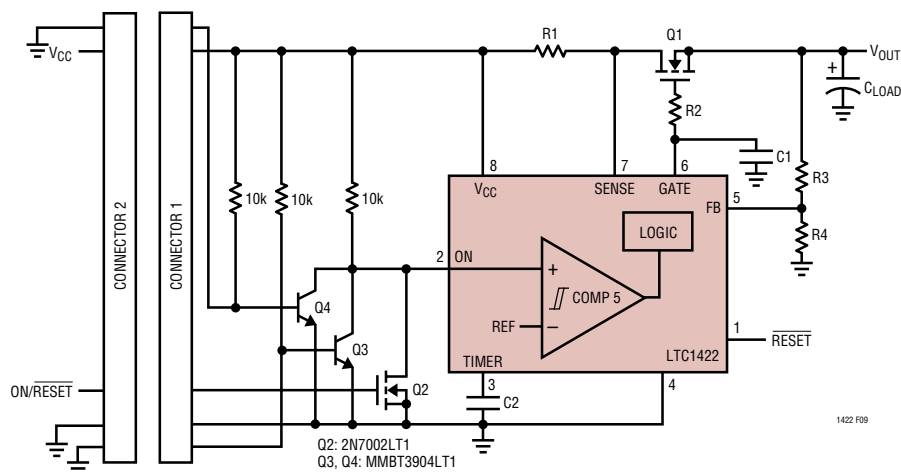 CONNECTOR 2
CONNECTOR 1
VCC
R1
Q1
VOUT
+
CLOAD
R2
C1
10k
10k
10k
8
7
6
VCC
SENSE
GATE
R3
5
FB
R4
LOGIC
2
ON
+
COMP 5
REF
–
Q4
Q3
1
RESET
LTC1422
TIMER
ON/RESET
Q2
3
4
C2
Q2: 2N7002LT1
Q3, Q4: MMBT3904LT1
1422 F09